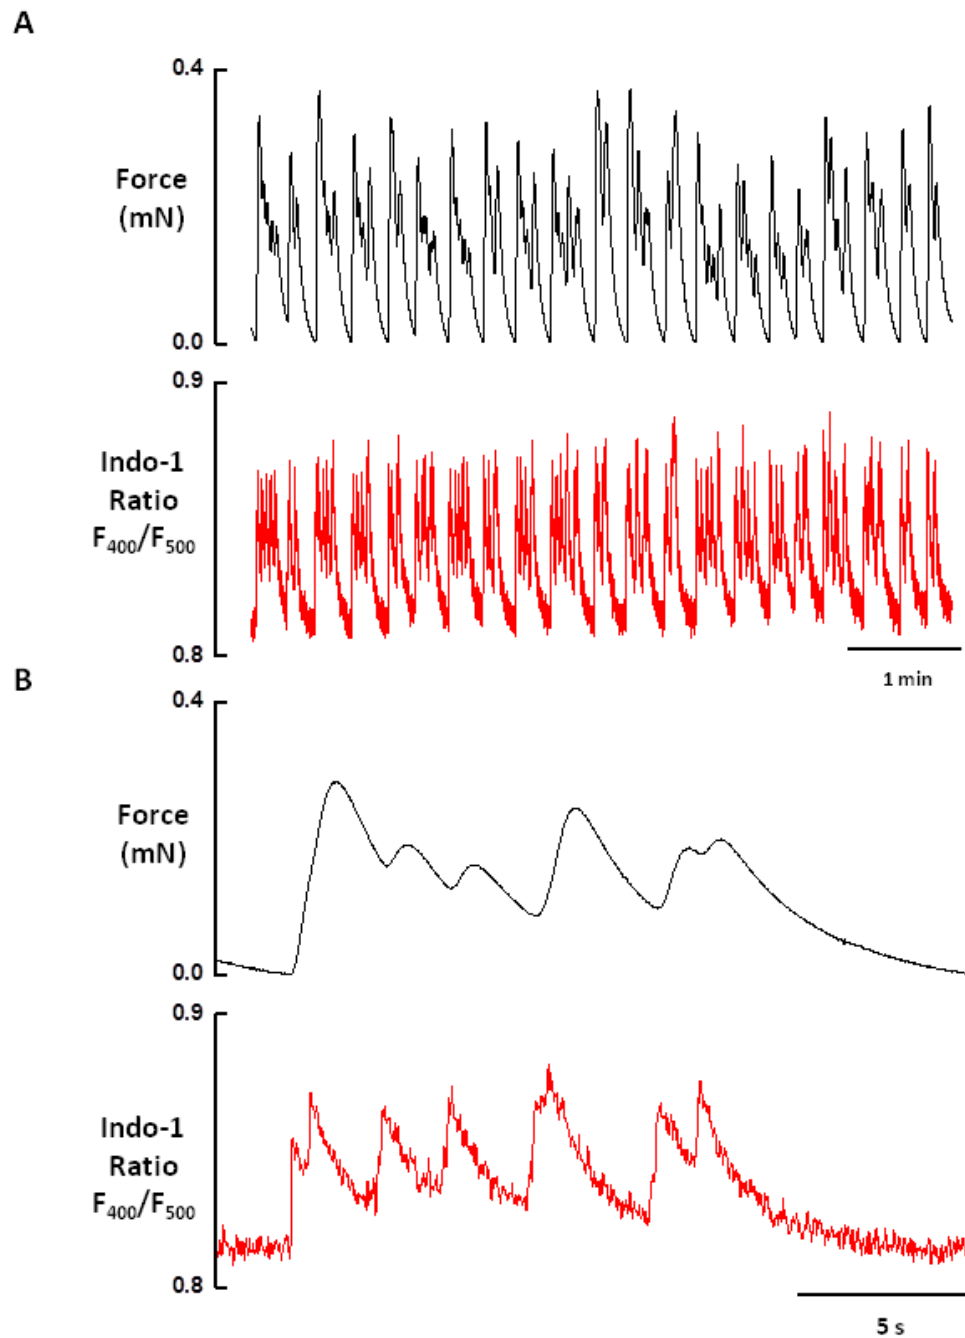 A
0.4
Force
(mN)
0.0
0.9
Indo-1
Ratio
F₄₀₀/F₅₀₀
0.8
1 min
B
0.4
Force
(mN)
0.0
0.9
Indo-1
Ratio
F₄₀₀/F₅₀₀
0.8
5 s